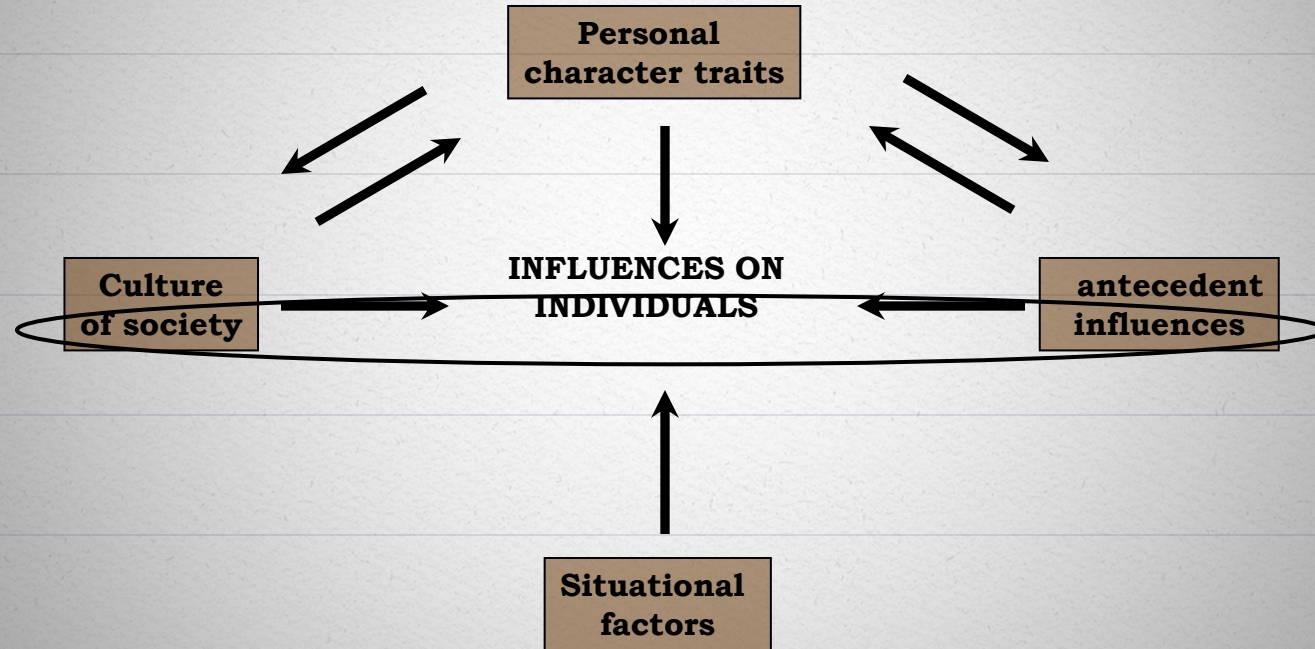 Personal
character traits
INFLUENCES ON
INDIVIDUALS
Culture
of society
antecedent
influences
Situational
factors